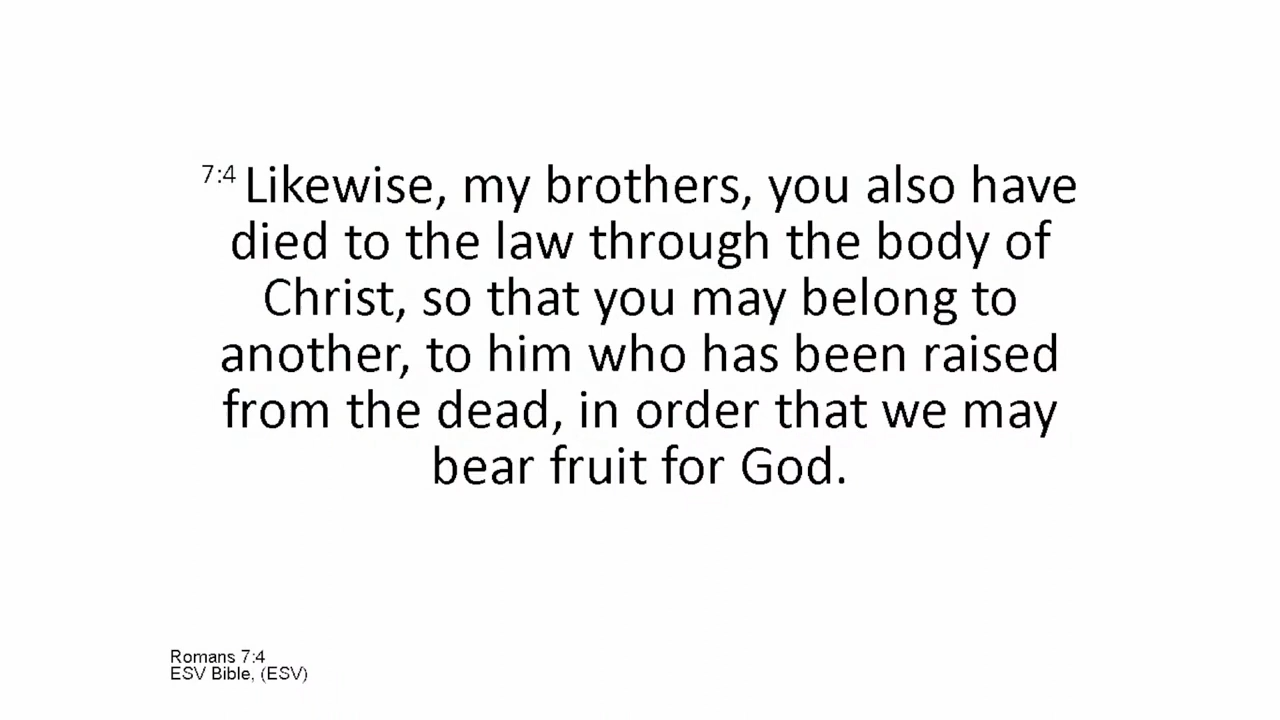 7:4 Likewise, my brothers, you also have
died to the law through the body of
Christ, so that you may belong to
another, to him who has been raised
from the dead, in order that we may
bear fruit for God.
Romans 7:4
ESV Bible, (ESV)